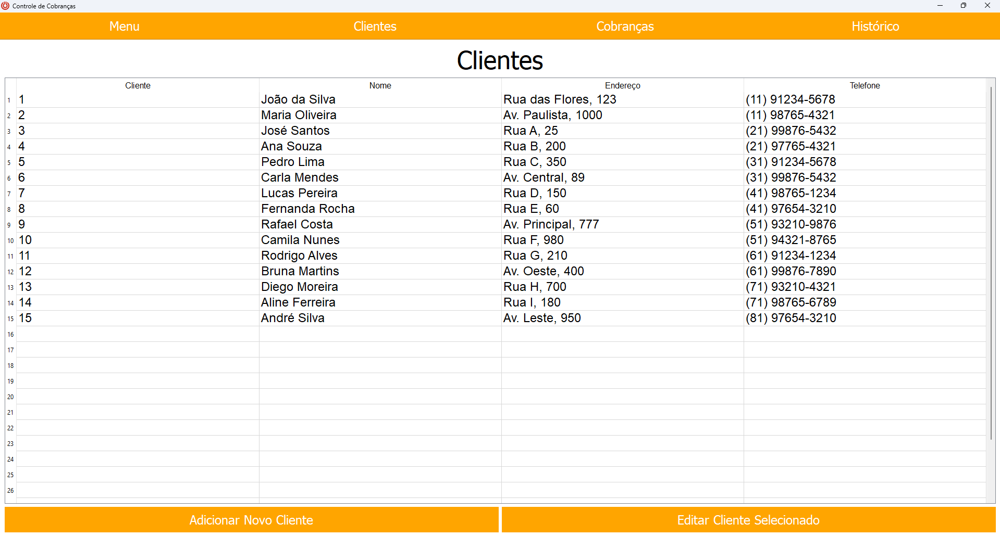 Controle de Cobranças
Menu Clientes Cobranças Histórico
Clientes
Cliente Nome Endereço Telefone
1 1 João da Silva Rua das Flores, 123 (11) 91234-5678
2 2 Maria Oliveira Av. Paulista, 1000 (11) 98765-4321
3 3 José Santos Rua A, 25 (21) 99876-5432
4 4 Ana Souza Rua B, 200 (21) 97765-4321
5 5 Pedro Lima Rua C, 350 (31) 91234-5678
6 6 Carla Mendes Av. Central, 89 (31) 99876-5432
7 7 Lucas Pereira Rua D, 150 (41) 98765-1234
8 8 Fernanda Rocha Rua E, 60 (41) 97654-3210
9 9 Rafael Costa Av. Principal, 777 (51) 93210-9876
10 10 Camila Nunes Rua F, 980 (51) 94321-8765
11 11 Rodrigo Alves Rua G, 210 (61) 91234-1234
12 12 Bruna Martins Av. Oeste, 400 (61) 99876-7890
13 13 Diego Moreira Rua H, 700 (71) 93210-4321
14 14 Aline Ferreira Rua I, 180 (71) 98765-6789
15 15 André Silva Av. Leste, 950 (81) 97654-3210
16
17
18
19
20
21
22
23
24
25
26
Adicionar Novo Cliente Editar Cliente Selecionado